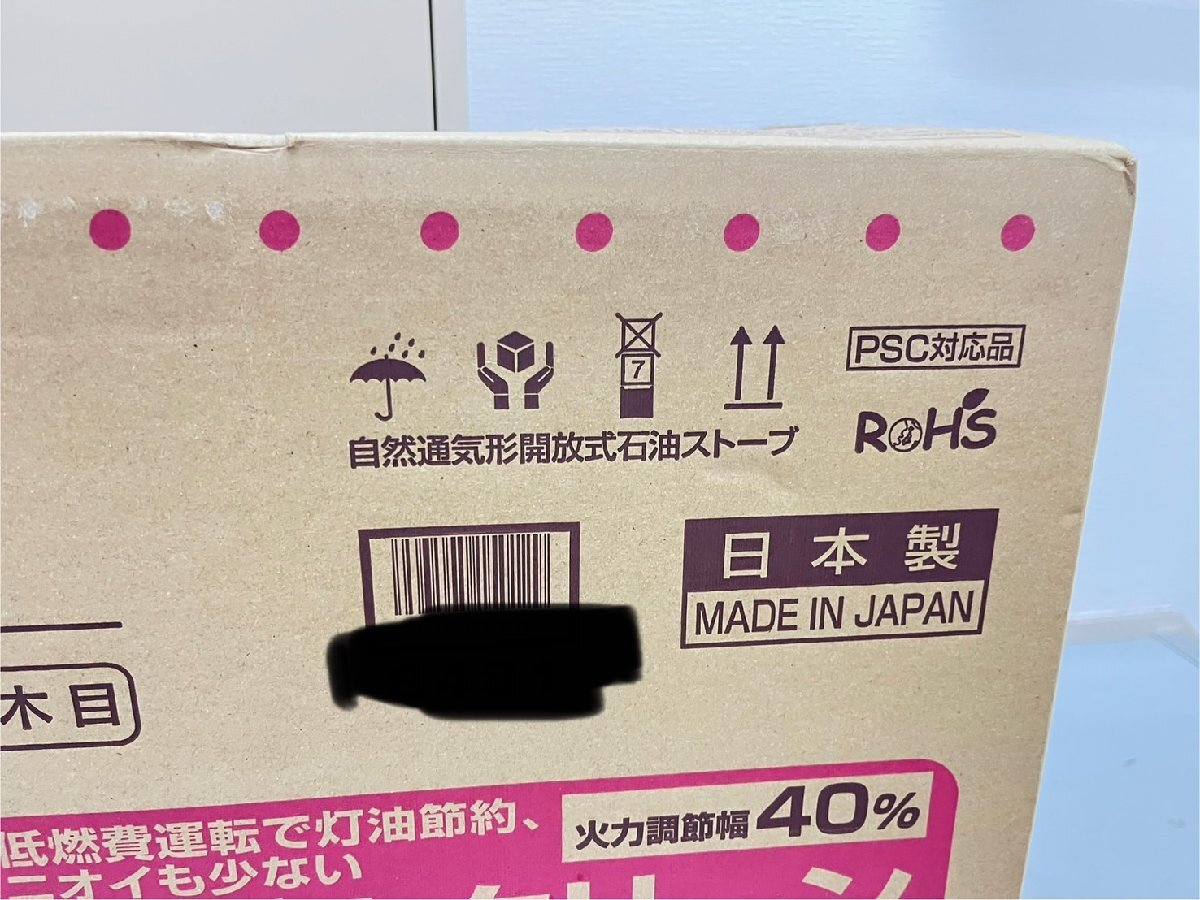 7
PSC対応品
RoHS
自然通気形開放式石油ストーブ
日本製
MADE IN JAPAN
木目
低燃費運転で灯油節約、
ニオイも少ない
火力調節幅40%